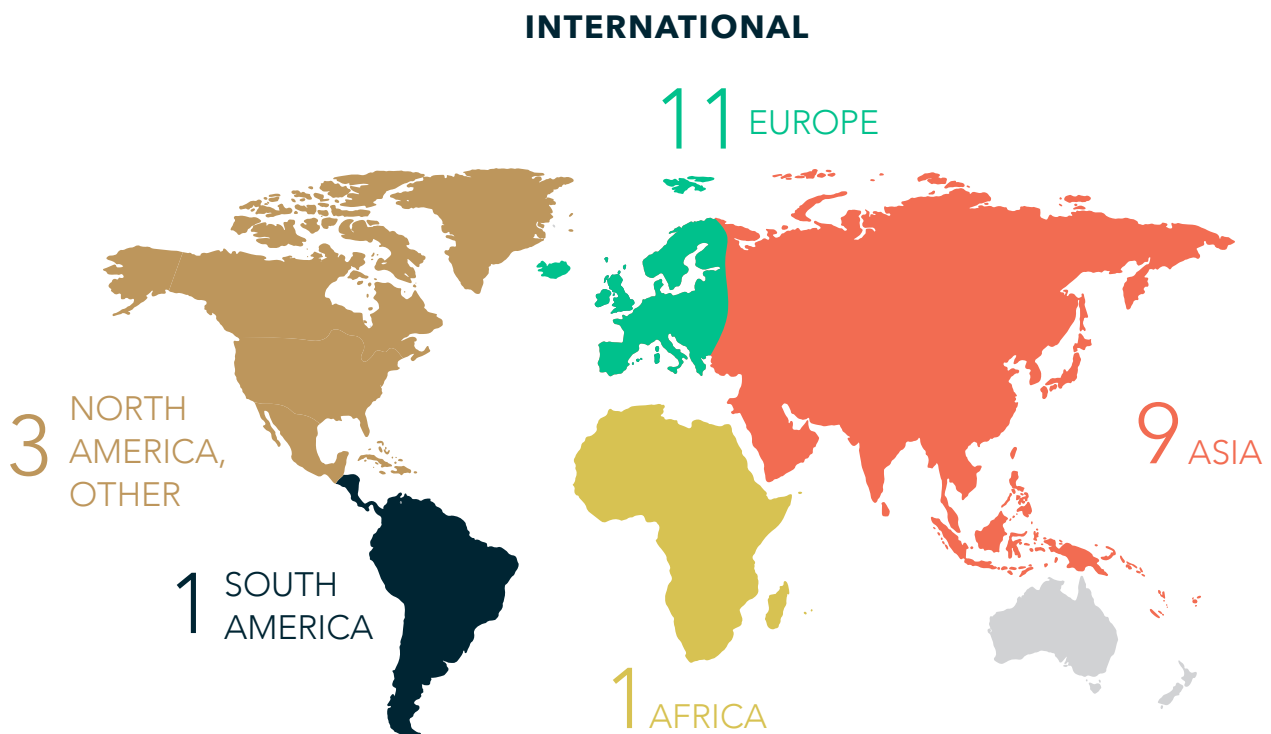 INTERNATIONAL
11 EUROPE
3 NORTH
AMERICA,
OTHER
9 ASIA
1 SOUTH
AMERICA
1 AFRICA